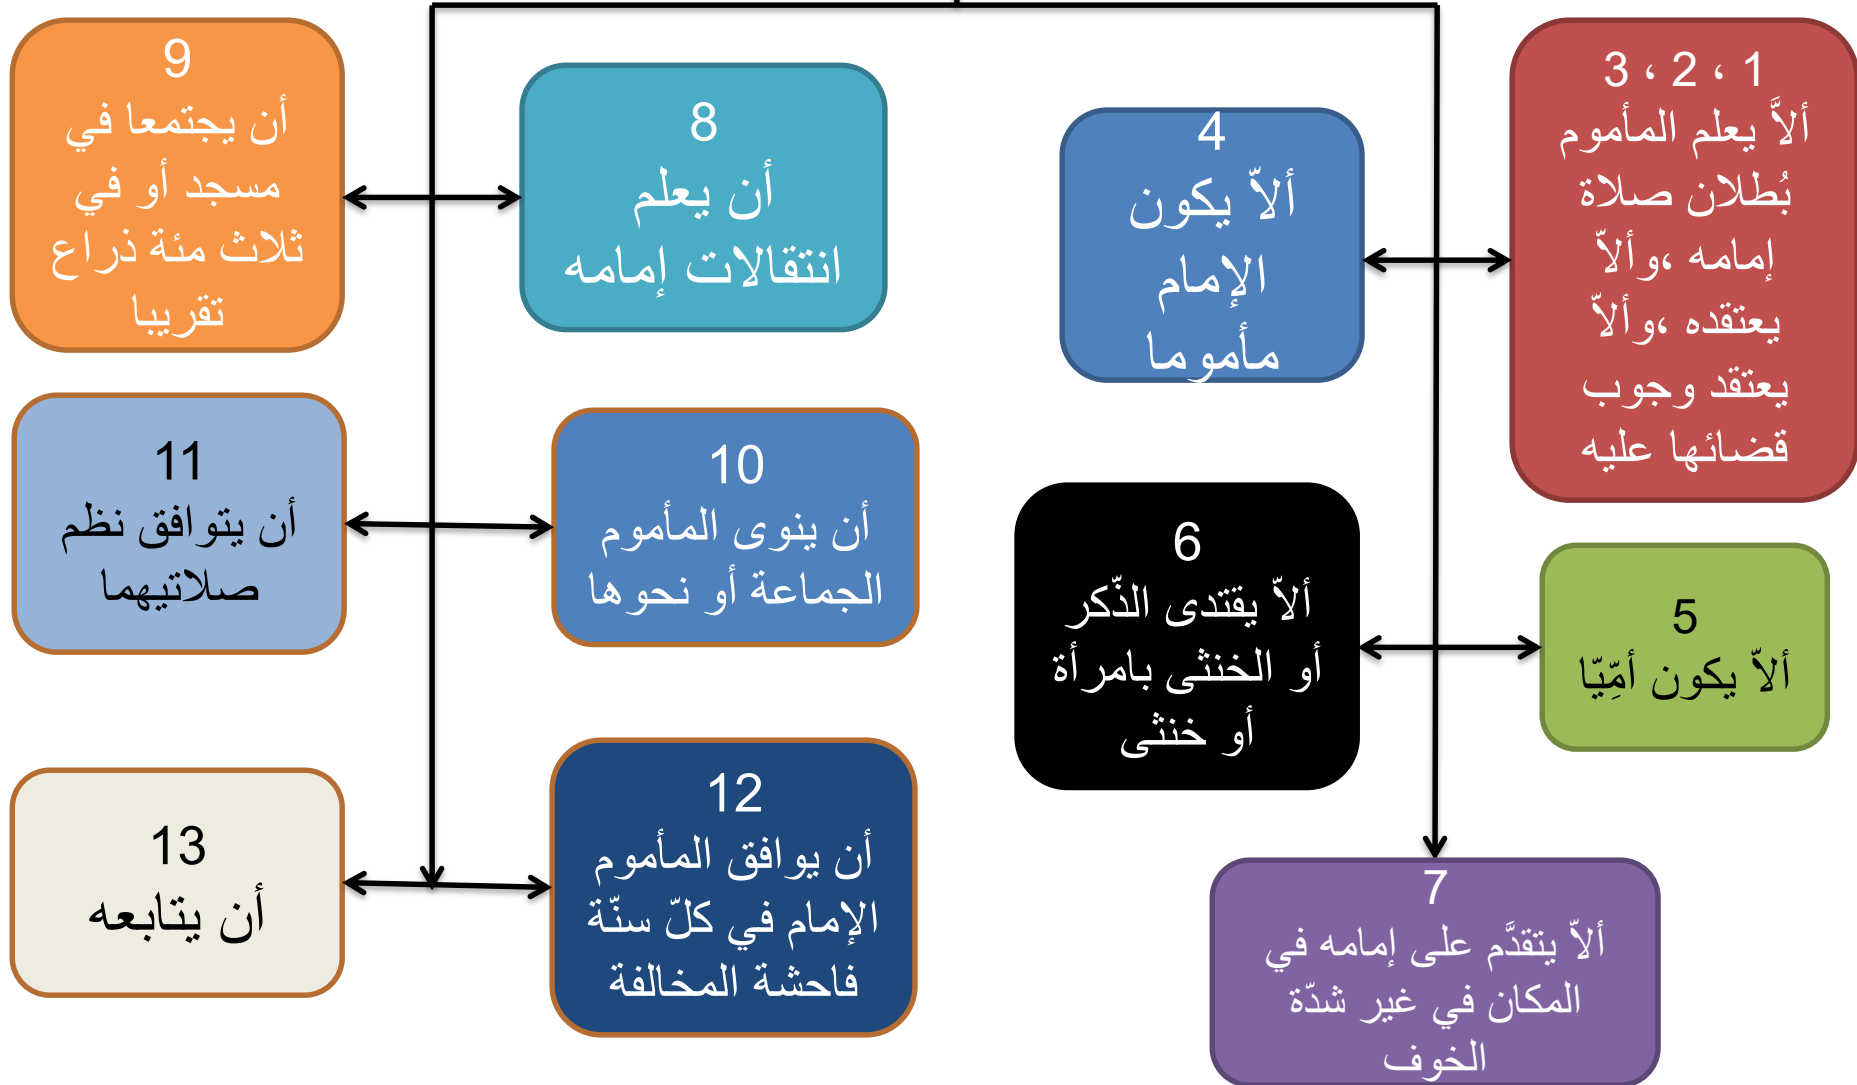 1 ، 2 ، 3
ألاَّ يعلم المأموم
بُطلان صلاة
إمامه ،وألاّ
يعتقده ،وألاّ
يعتقد وجوب
قضائها عليه
4
ألاّ يكون
الإمام
مأموما
5
ألاّ يكون أمِّيّا
6
ألاّ يقتدى الذّكر
أو الخنثى بامرأة
أو خنثى
7
ألاّ يتقدَّم على إمامه في
المكان في غير شدّة
الخوف
8
أن يعلم
انتقالات إمامه
9
أن يجتمعا في
مسجد أو في
ثلاث مئة ذراع
تقريبا
10
أن ينوى المأموم
الجماعة أو نحوها
11
أن يتوافق نظم
صلاتيهما
12
أن يوافق المأموم
الإمام في كلّ سنّة
فاحشة المخالفة
13
أن يتابعه